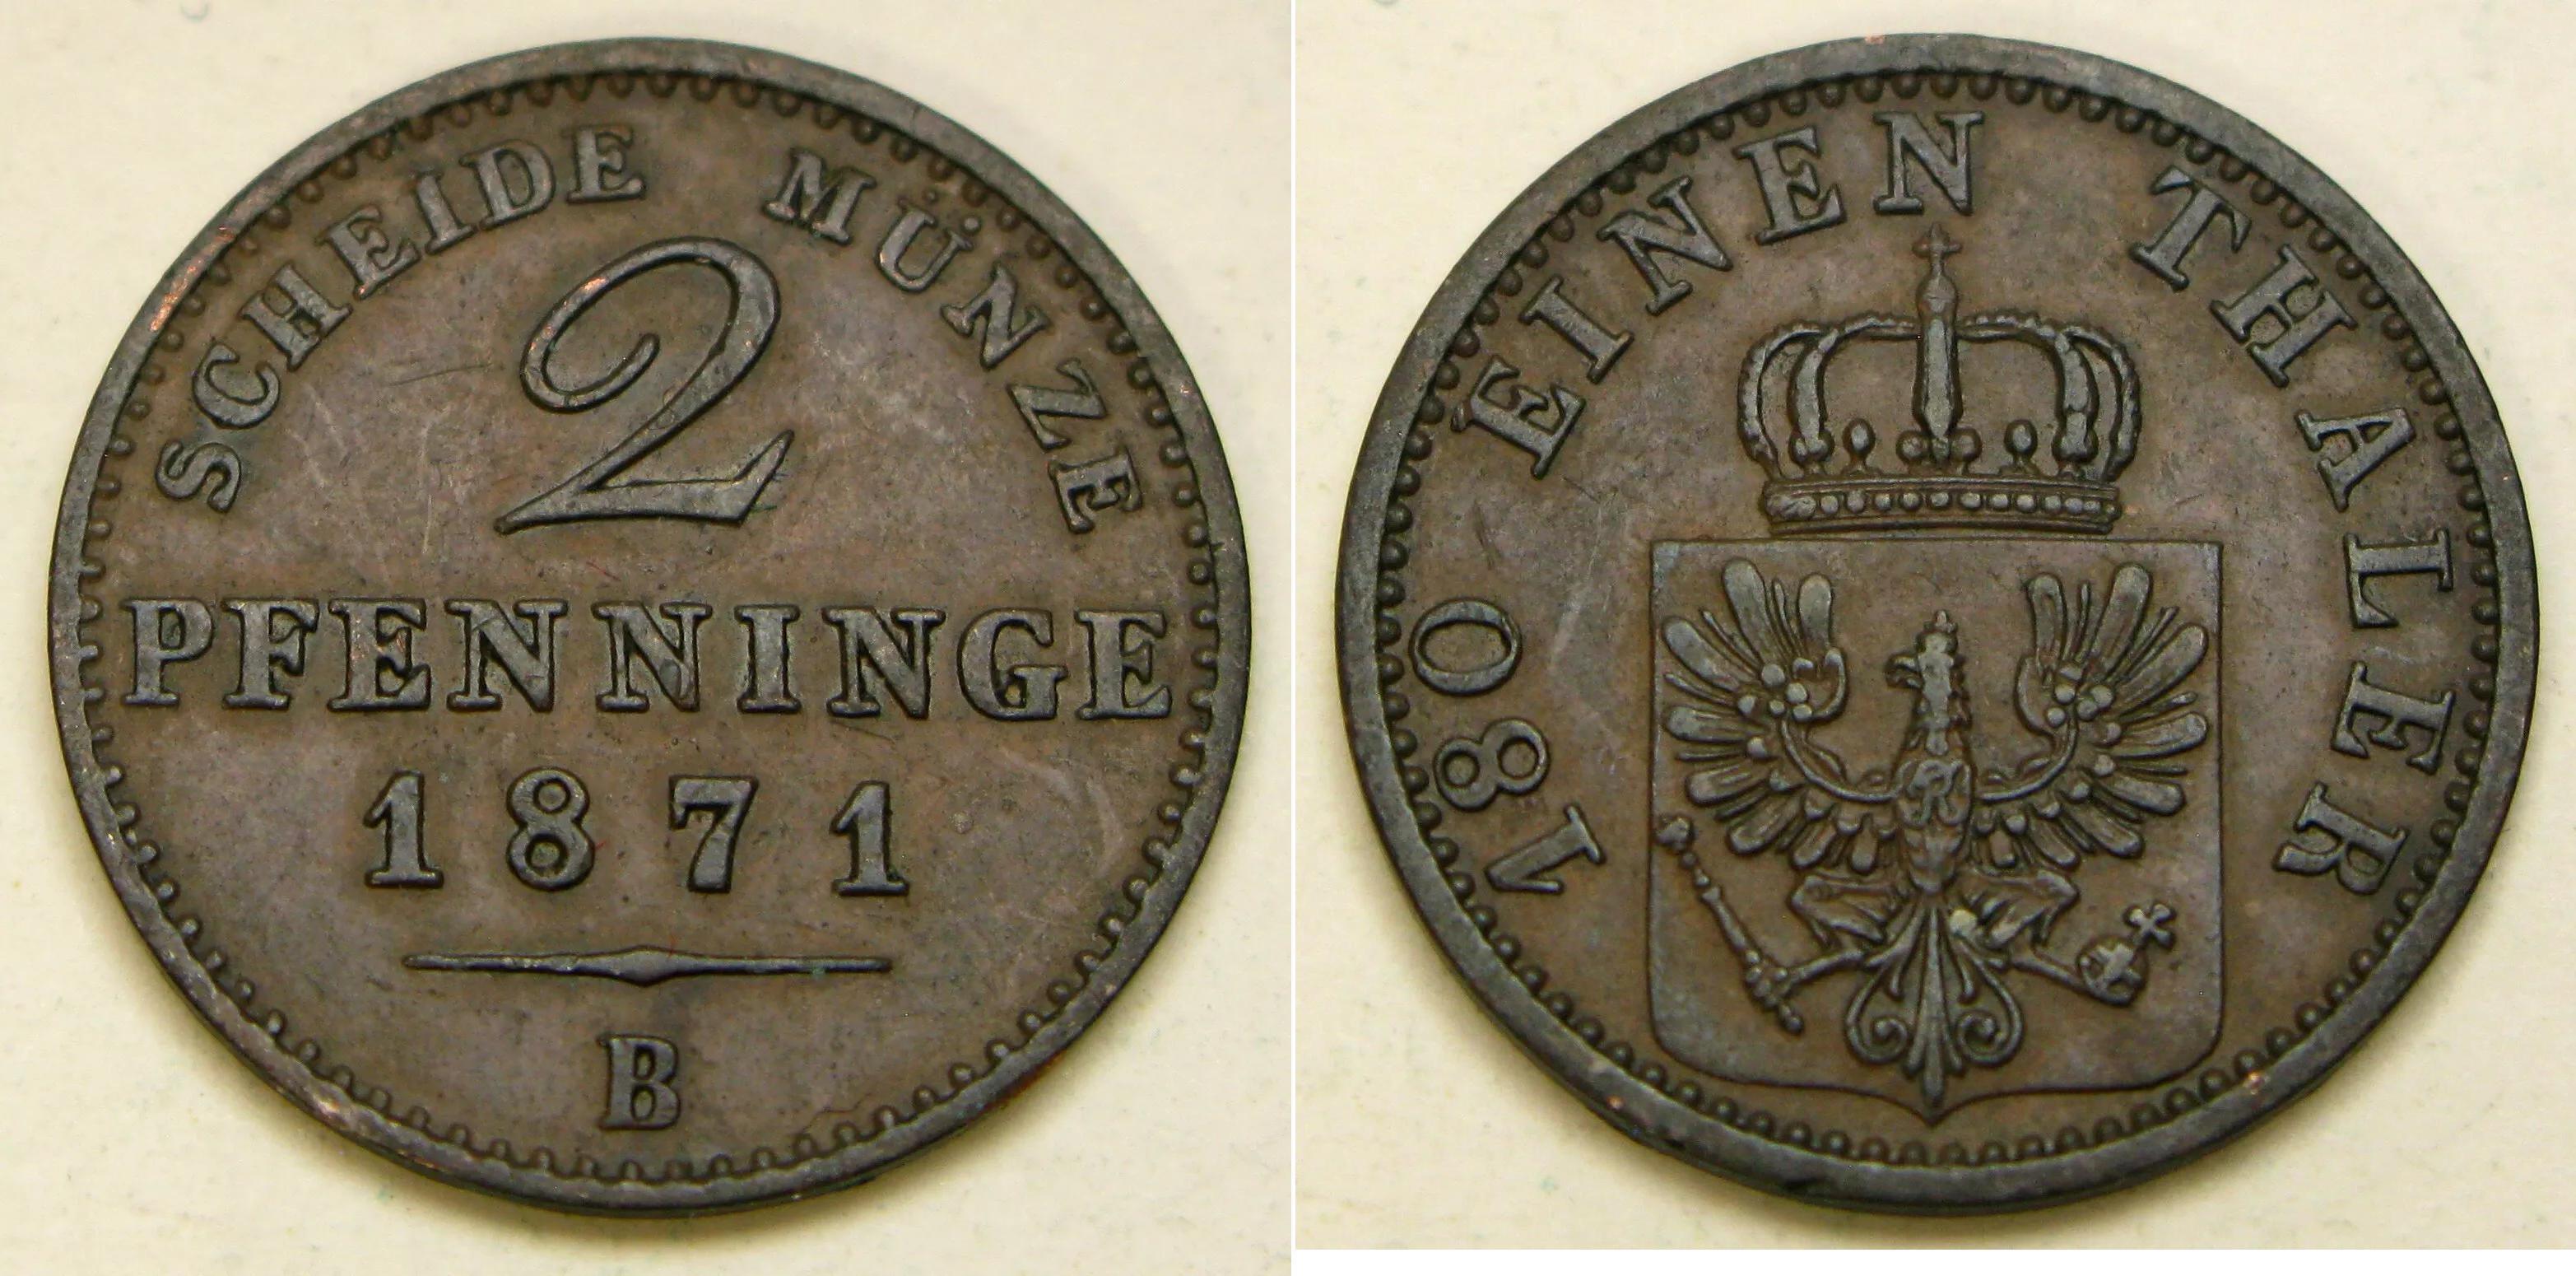 SCHEIDE MÜNZE
2
PFENNINGE
1871
B
180 EINEN THALER
R